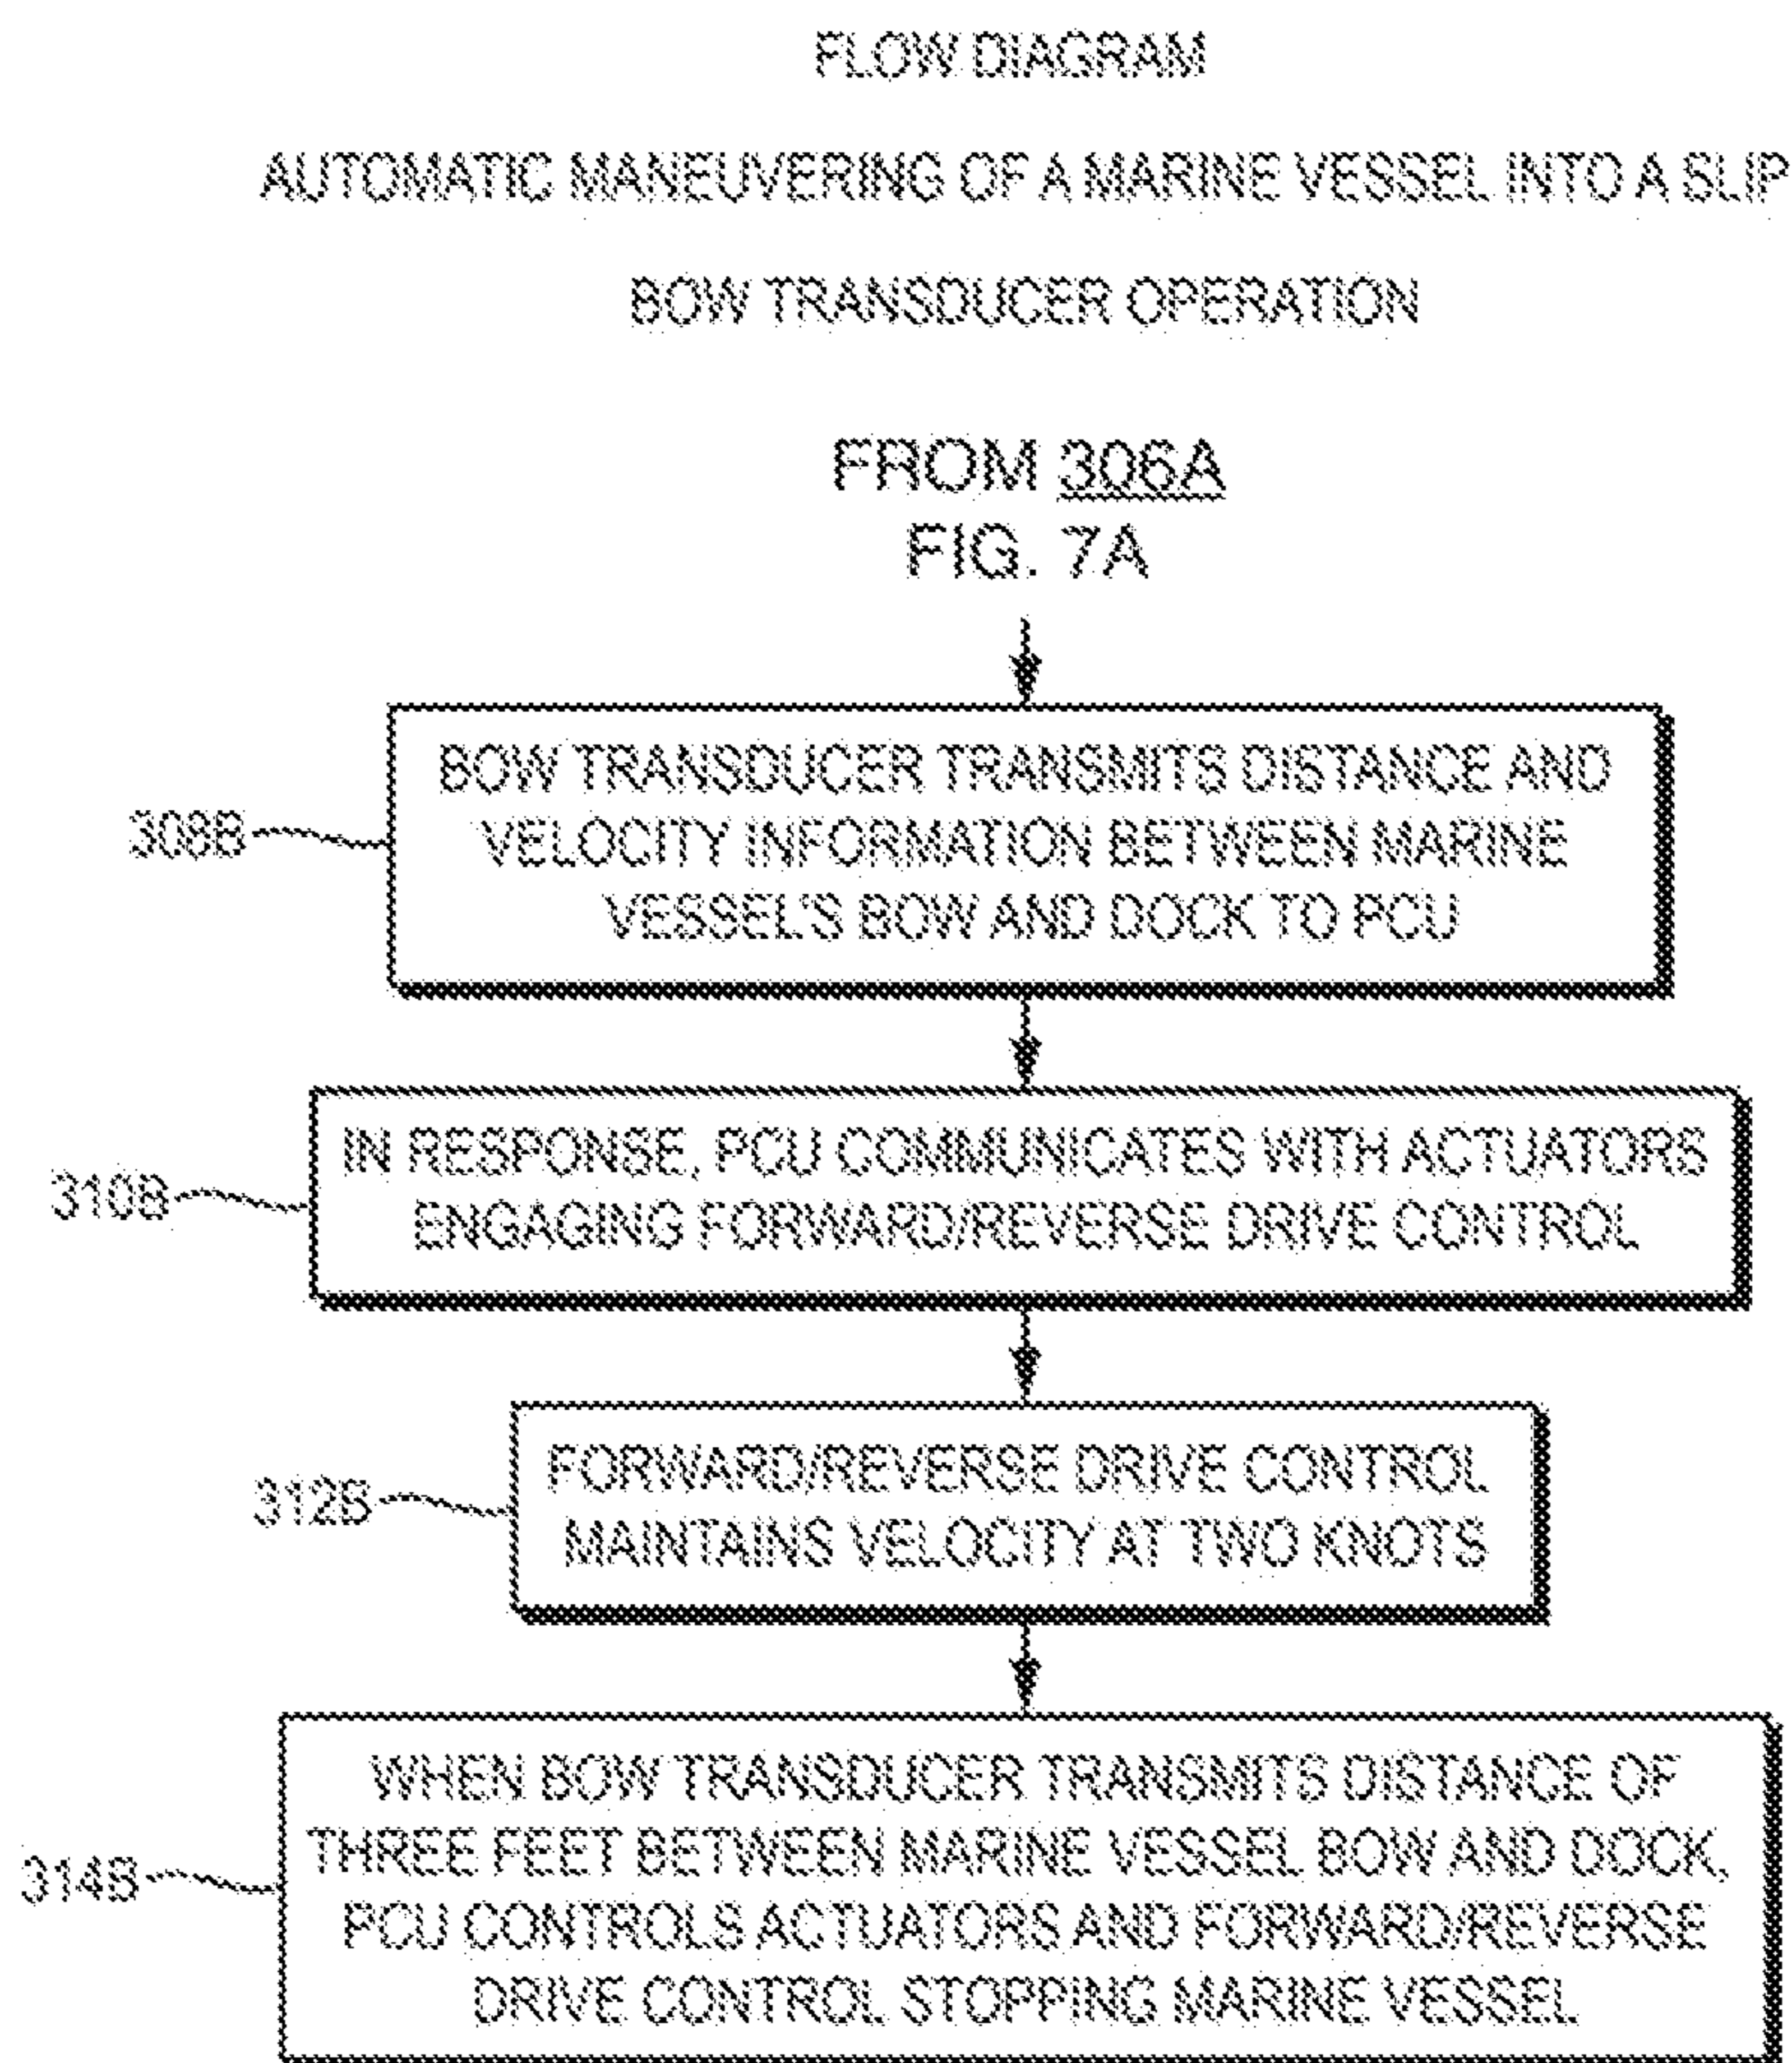 FLOW DIAGRAM
AUTOMATIC MANEUVERING OF A MARINE VESSEL INTO A SLIP
BOW TRANSDUCER OPERATION
FROM 306A
FIG. 7A
308B
BOW TRANSDUCER TRANSMITS DISTANCE AND
VELOCITY INFORMATION BETWEEN MARINE
VESSEL'S BOW AND DOCK TO PCU
310B
IN RESPONSE, PCU COMMUNICATES WITH ACTUATORS
ENGAGING FORWARD/REVERSE DRIVE CONTROL
312B
FORWARD/REVERSE DRIVE CONTROL
MAINTAINS VELOCITY AT TWO KNOTS
314B
WHEN BOW TRANSDUCER TRANSMITS DISTANCE OF
THREE FEET BETWEEN MARINE VESSEL BOW AND DOCK,
PCU CONTROLS ACTUATORS AND FORWARD/REVERSE
DRIVE CONTROL STOPPING MARINE VESSEL